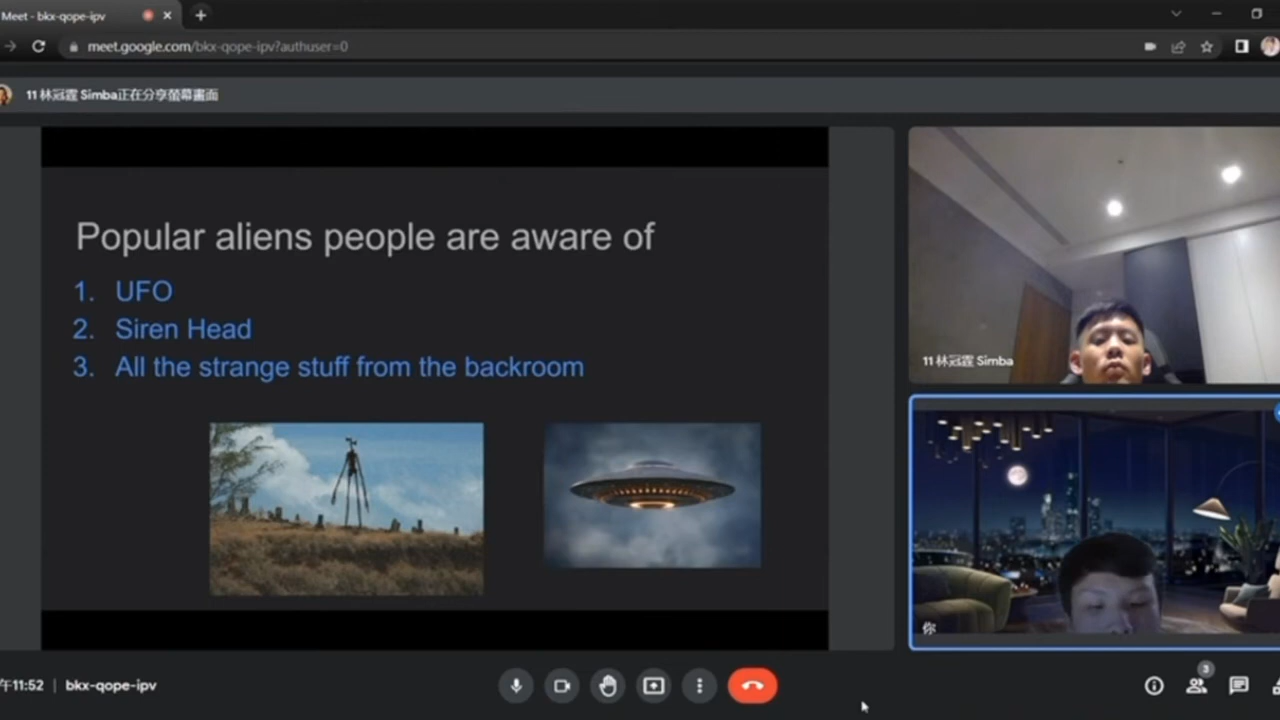 Meet - bkx-qope-ipv
meet.google.com/bkx-qope-ipv?authuser=0
11 林冠霆 Simba正在分享螢幕畫面
Popular aliens people are aware of
1. UFO
2. Siren Head
3. All the strange stuff from the backroom
11 林冠霆 Simba
你
午11:52 | bkx-qope-ipv
3